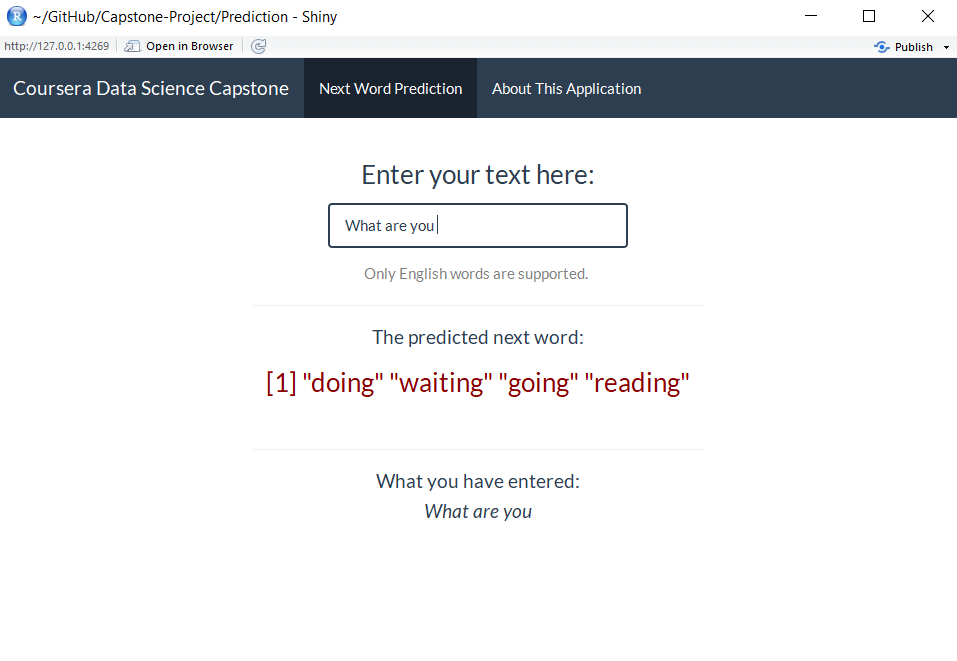 R ~/GitHub/Capstone-Project/Prediction - Shiny
http://127.0.0.1:4269 Open in Browser Publish
Coursera Data Science Capstone Next Word Prediction About This Application
Enter your text here:
What are you
Only English words are supported.
The predicted next word:
[1] "doing" "waiting" "going" "reading"
What you have entered:
What are you